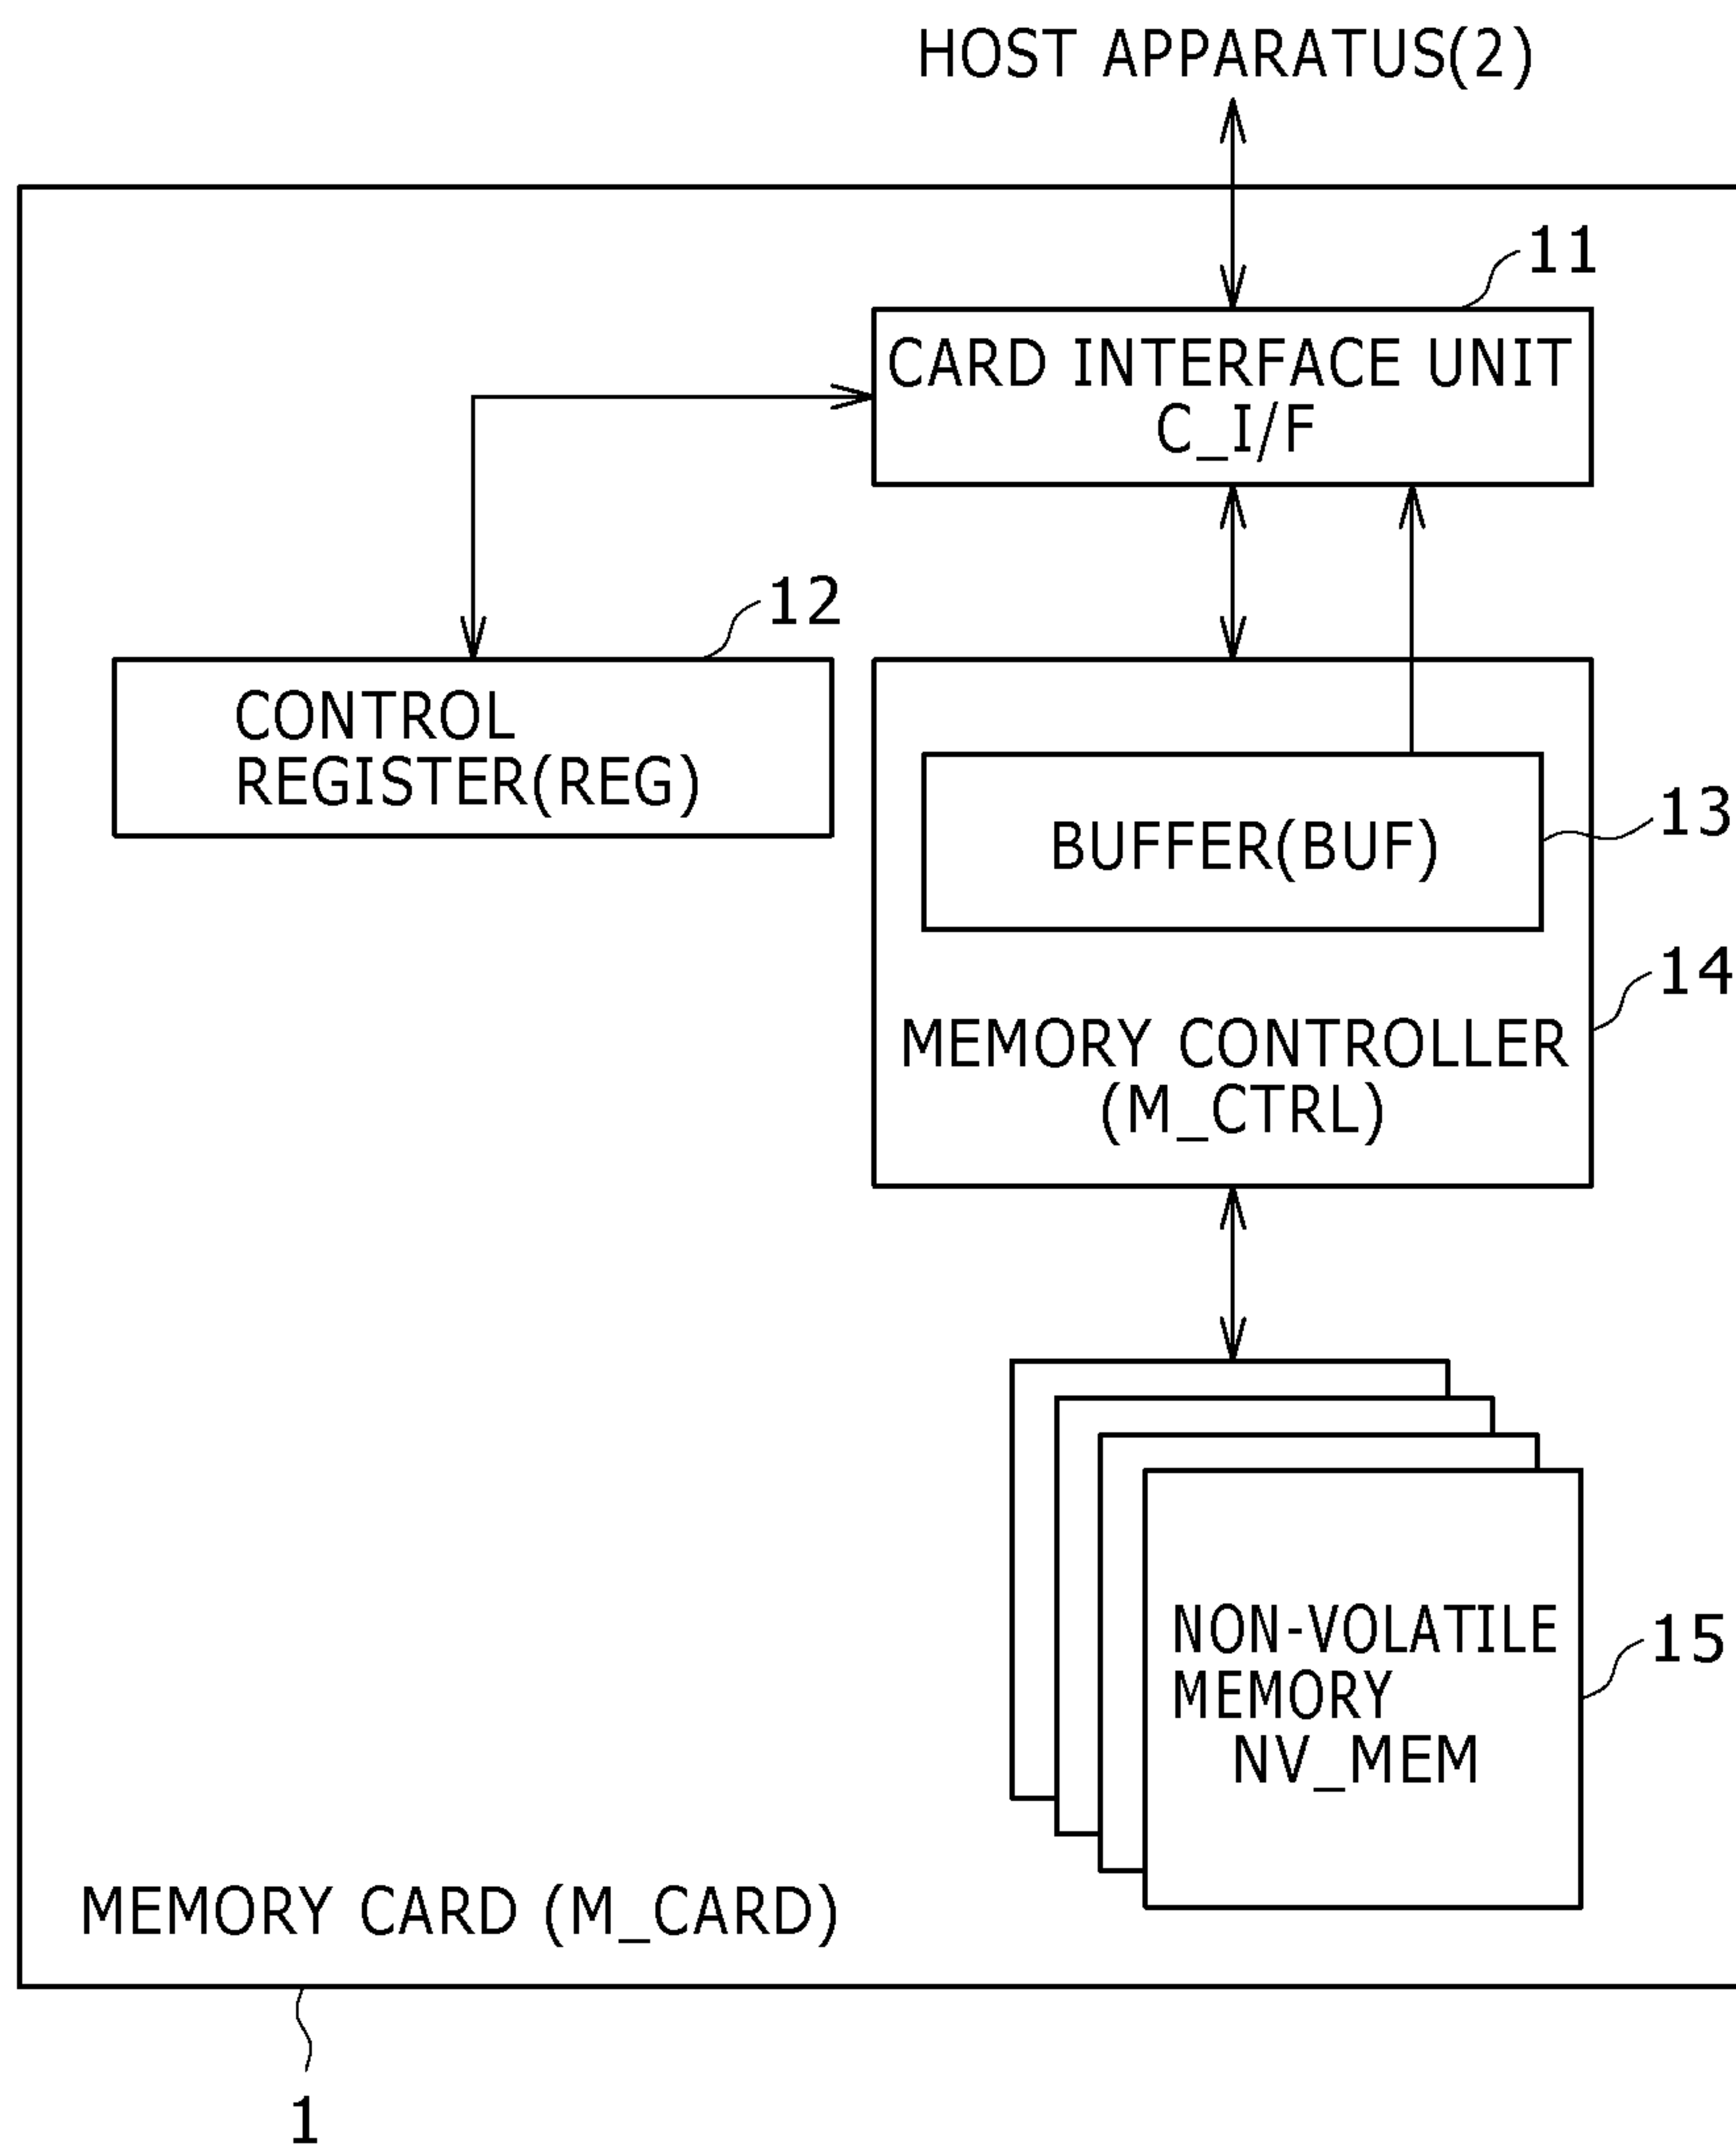 HOST APPARATUS(2)
11
CARD INTERFACE UNIT
C_I/F
12
CONTROL
REGISTER(REG)
13
BUFFER(BUF)
14
MEMORY CONTROLLER
(M_CTRL)
NON-VOLATILE
MEMORY
NV_MEM
15
MEMORY CARD (M_CARD)
1